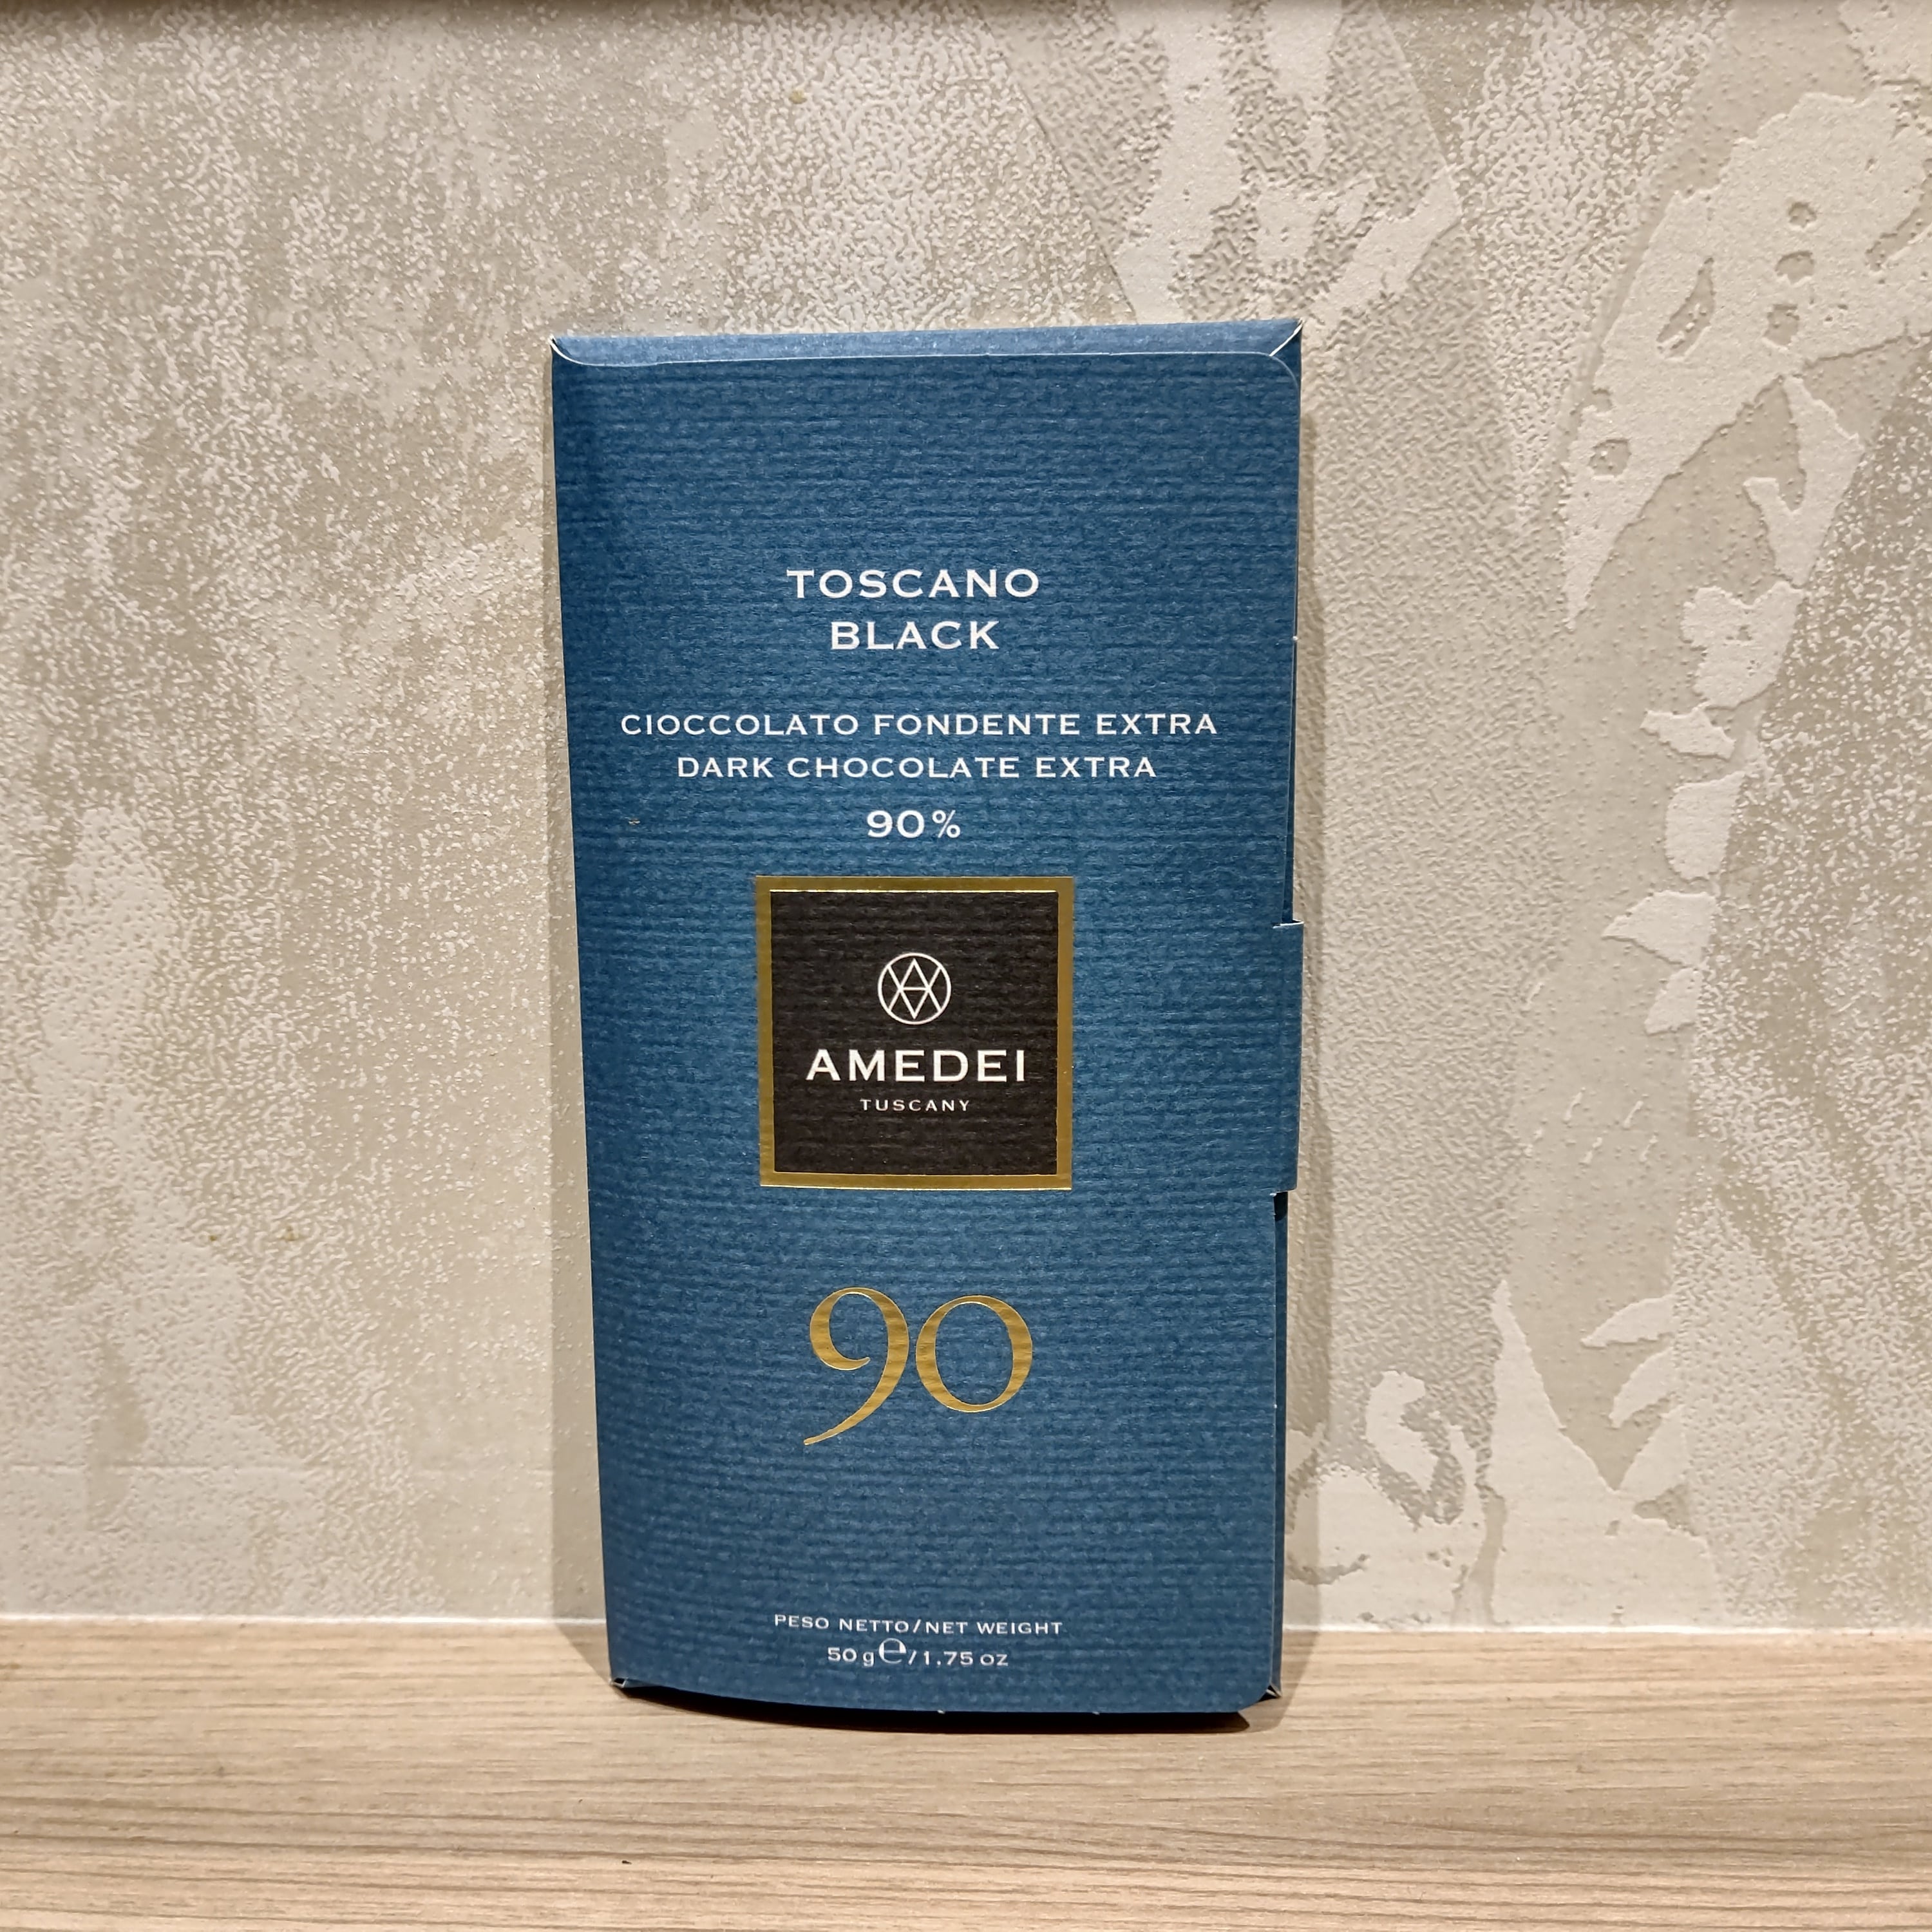 TOSCANO
BLACK
CIOCCOLATO FONDENTE EXTRA
DARK CHOCOLATE EXTRA
90%
AMEDEI
TUSCANY
90
PESO NETTO/NET WEIGHT
50 g℮/1.75 oz